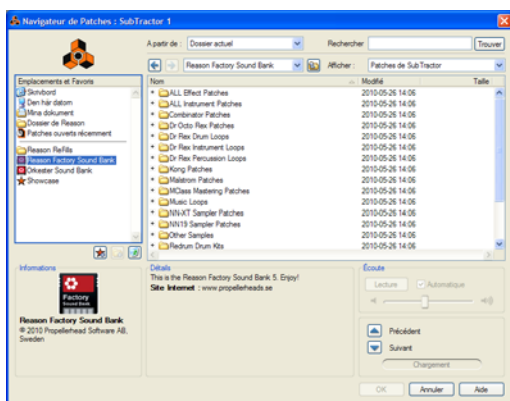 Navigateur de Patches : SubTractor 1
A partir de : Dossier actuel Rechercher Trouver
Reason Factory Sound Bank Afficher : Patches de SubTractor
Emplacements et Favoris
Skrivbord
Den här datorn
Mina dokument
Dossier de Reason
Patches ouverts récemment
Reason ReFills
Reason Factory Sound Bank
Orkester Sound Bank
Showcase
Nom Modifié Taille
ALL Effect Patches 2010-05-26 14:06
ALL Instrument Patches 2010-05-26 14:06
Combinator Patches 2010-05-26 14:06
Dr Octo Rex Patches 2010-05-26 14:06
Dr Rex Drum Loops 2010-05-26 14:06
Dr Rex Instrument Loops 2010-05-26 14:06
Dr Rex Percussion Loops 2010-05-26 14:06
Kong Patches 2010-05-26 14:06
Malstrom Patches 2010-05-26 14:06
MClass Mastering Patches 2010-05-26 14:06
Music Loops 2010-05-26 14:06
NN-XT Sampler Patches 2010-05-26 14:06
NN19 Sampler Patches 2010-05-26 14:06
Other Samples 2010-05-26 14:06
Redrum Drum Kits 2010-05-26 14:06
Informations
Factory
Sound Bank
Reason Factory Sound Bank
© 2010 Propellerhead Software AB,
Sweden
Détails
This is the Reason Factory Sound Bank 5. Enjoy!
Site Internet : www.propellerheads.se
Écoute
Lecture Automatique
Précédent
Suivant
Chargement
OK Annuler Aide